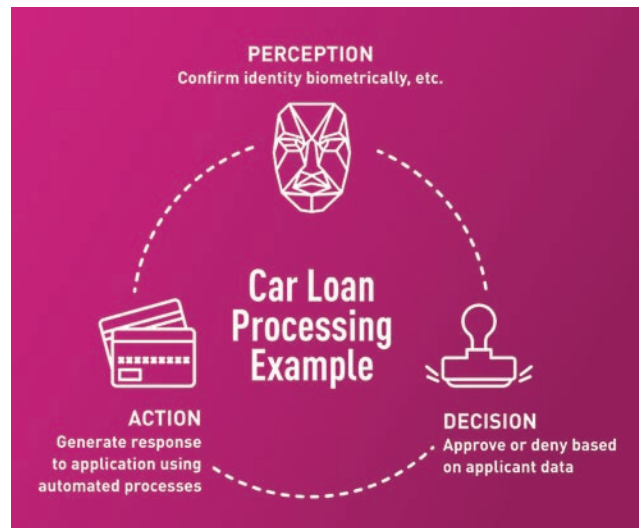 PERCEPTION
Confirm identity biometrically, etc.
Car Loan
Processing
Example
ACTION
Generate response
to application using
automated processes
DECISION
Approve or deny based
on applicant data